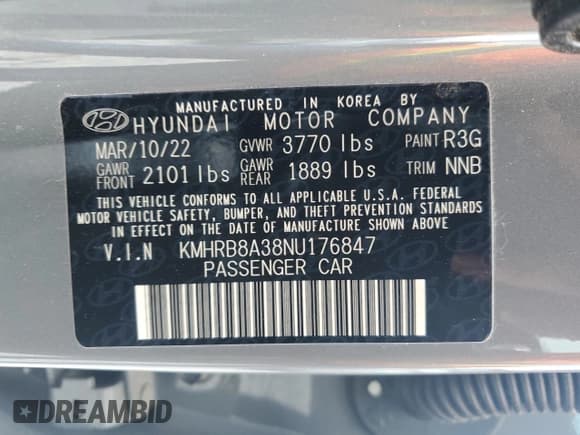 MANUFACTURED IN KOREA BY
HYUNDAI MOTOR COMPANY
MAR/10/22 GVWR 3770 lbs PAINT R3G
GAWR FRONT 2101 lbs GAWR REAR 1889 lbs TRIM NNB
THIS VEHICLE CONFORMS TO ALL APPLICABLE U.S.A. FEDERAL
MOTOR VEHICLE SAFETY, BUMPER, AND THEFT PREVENTION STANDARDS
IN EFFECT ON THE DATE OF MANUFACTURE SHOWN ABOVE
V.I.N KMHRB8A38NU176847
PASSENGER CAR
DREAMBID